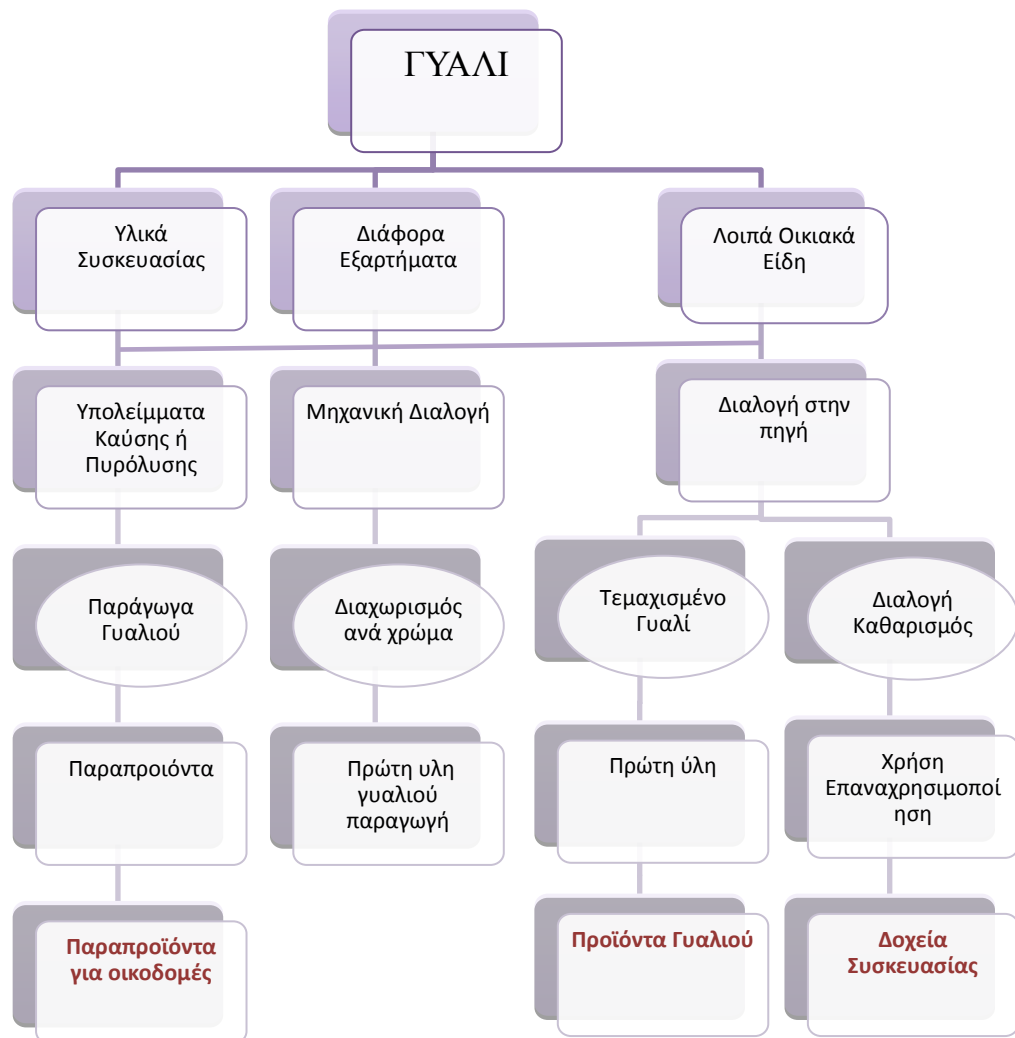 ΓΥΑΛΙ
Υλικά
Συσκευασίας
Διάφορα
Εξαρτήματα
Λοιπά Οικιακά
Είδη
Υπολείμματα
Καύσης ή
Πυρόλυσης
Μηχανική Διαλογή
Διαλογή στην
πηγή
Παράγωγα
Γυαλιού
Διαχωρισμός
ανά χρώμα
Τεμαχισμένο
Γυαλί
Διαλογή
Καθαρισμός
Παραπροιόντα
Πρώτη υλη
γυαλιού
παραγωγή
Πρώτη ύλη
Χρήση
Επαναχρησιμοποί
ηση
Παραπροϊόντα
για οικοδομές
Προϊόντα Γυαλιού
Δοχεία
Συσκευασίας